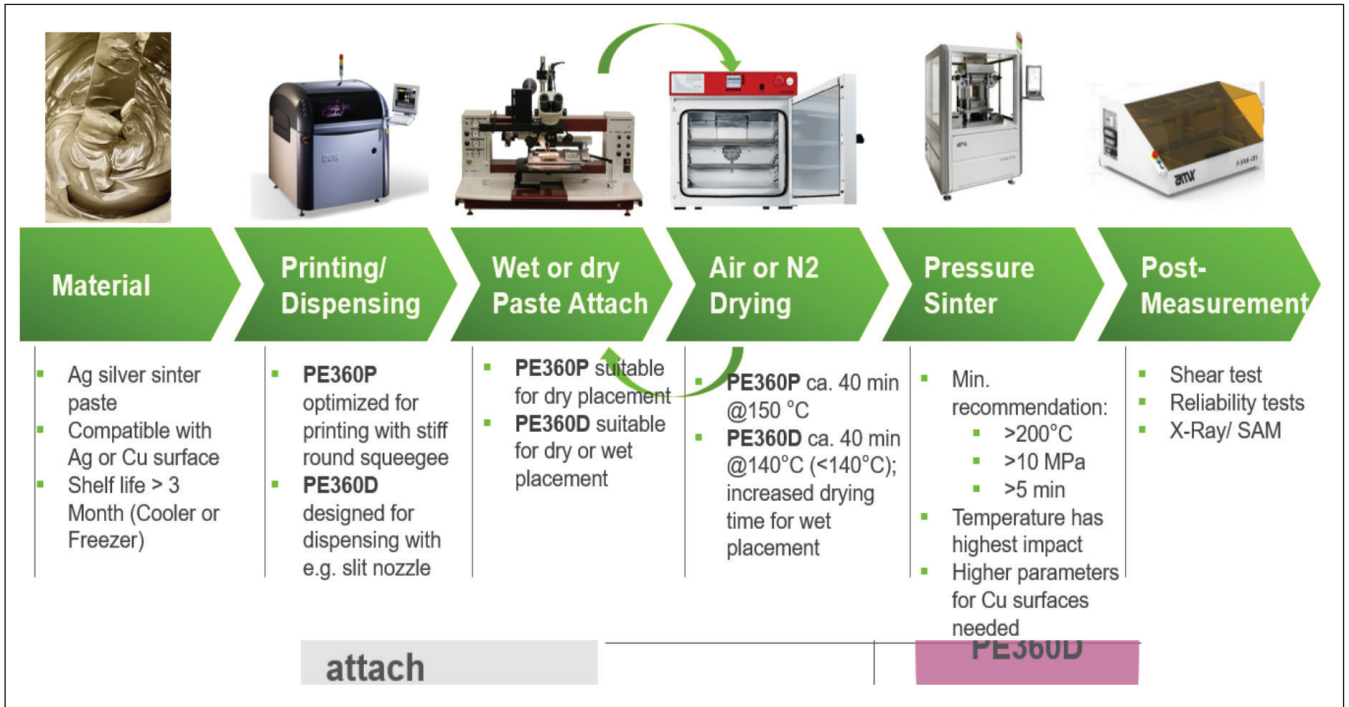 DEK
amx
amx
X-SAM-U01
Material
Printing/
Dispensing
Wet or dry
Paste Attach
Air or N2
Drying
Pressure
Sinter
Post-
Measurement
▪ Ag silver sinter
paste
▪ Compatible with
Ag or Cu surface
▪ Shelf life > 3
Month (Cooler or
Freezer)
▪ PE360P
optimized for
printing with stiff
round squeegee
▪ PE360D
designed for
dispensing with
e.g. slit nozzle
▪ PE360P suitable
for dry placement
▪ PE360D suitable
for dry or wet
placement
▪ PE360P ca. 40 min
@150 °C
▪ PE360D ca. 40 min
@140°C (<140°C);
increased drying
time for wet
placement
▪ Min.
recommendation:
▪ >200°C
▪ >10 MPa
▪ >5 min
▪ Temperature has
highest impact
▪ Higher parameters
for Cu surfaces
needed
▪ Shear test
▪ Reliability tests
▪ X-Ray/ SAM
attach
PE360D